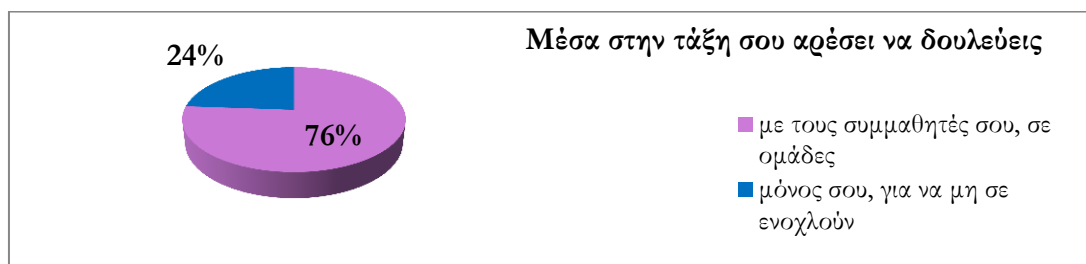 Μέσα στην τάξη σου αρέσει να δουλεύεις
24%
76%
με τους συμμαθητές σου, σε
ομάδες
μόνος σου, για να μη σε
ενοχλούν